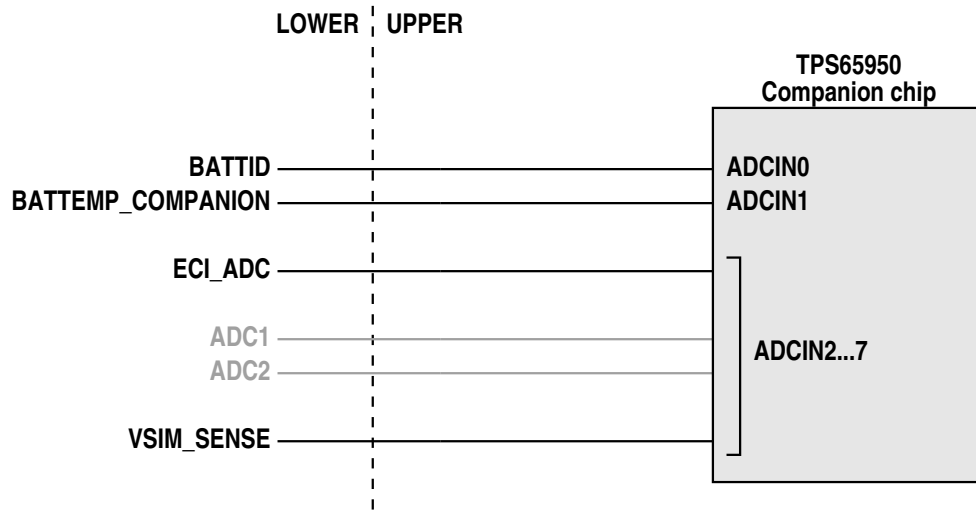 LOWER UPPER
TPS65950
Companion chip
BATTID ADCIN0
BATTEMP_COMPANION ADCIN1
ECI_ADC
ADC1
ADCIN2...7
ADC2
VSIM_SENSE